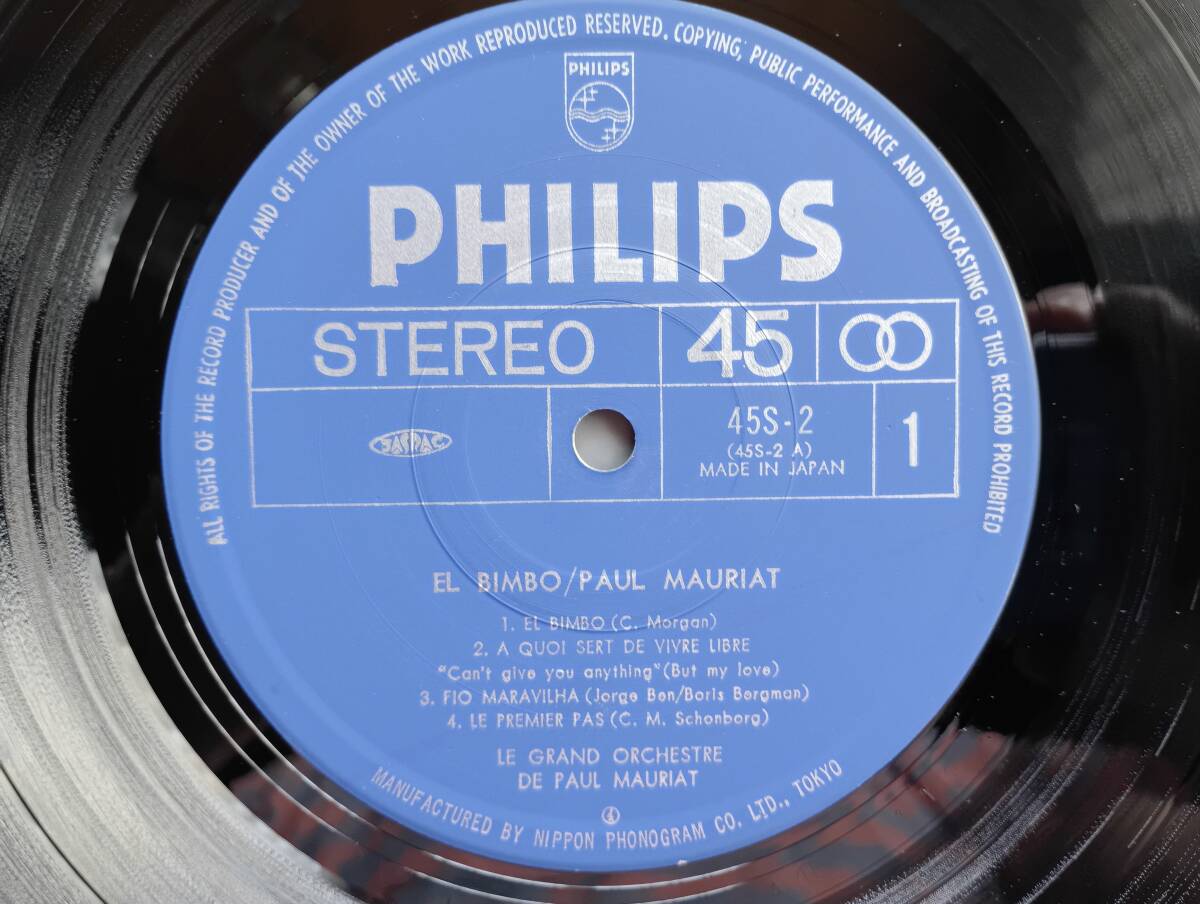 ALL RIGHTS OF THE RECORD PRODUCER AND OF THE OWNER OF THE WORK REPRODUCED RESERVED. COPYING, PUBLIC PERFORMANCE AND BROADCASTING OF THIS RECORD PROHIBITED
PHILIPS
PHILIPS
STEREO 45
JASRAC
45S-2
(45S-2 A)
MADE IN JAPAN
1
EL BIMBO/PAUL MAURIAT
1. EL BIMBO (C. Morgan)
2. A QUOI SERT DE VIVRE LIBRE
"Can't give you anything" (But my love)
3. FIO MARAVILHA (Jorge Ben/Boris Bergman)
4. LE PREMIER PAS (C. M. Schonborg)
LE GRAND ORCHESTRE
DE PAUL MAURIAT
MANUFACTURED BY NIPPON PHONOGRAM CO. LTD., TOKYO